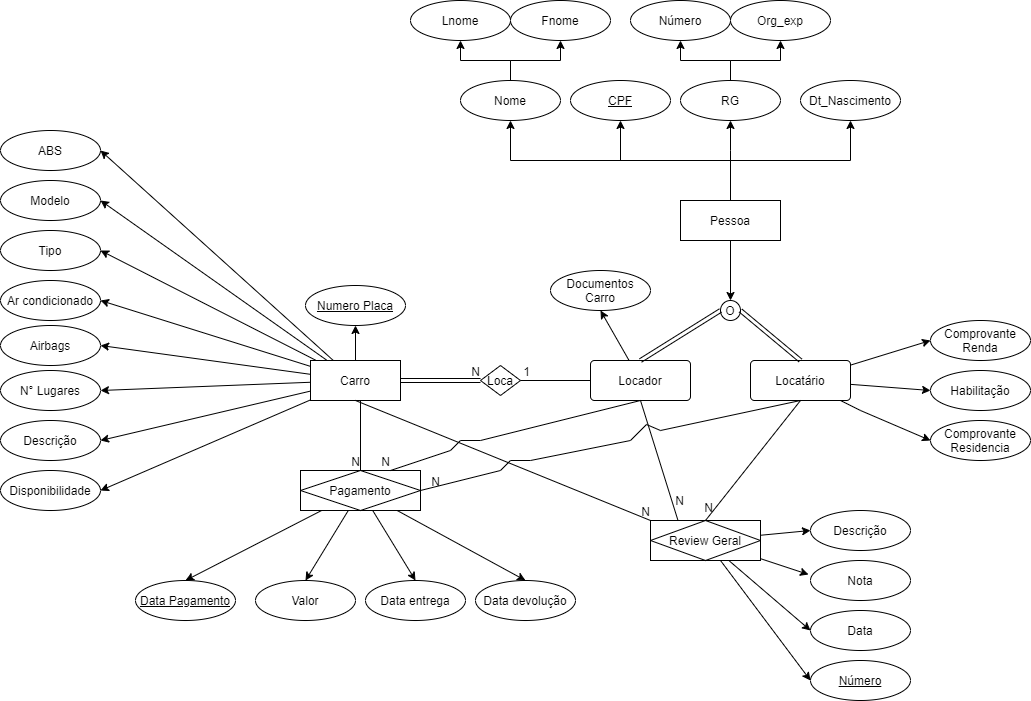 Lnome
Fnome
Número
Org_exp
Nome
CPF
RG
Dt_Nascimento
ABS
Modelo
Tipo
Ar condicionado
Airbags
N° Lugares
Descrição
Disponibilidade
Numero Placa
Pessoa
Documentos
Carro
O
Carro
N
Loca
1
Locador
Locatário
Comprovante
Renda
Habilitação
Comprovante
Residencia
N
N
N
Pagamento
N
N
N
Review Geral
Data Pagamento
Valor
Data entrega
Data devolução
Descrição
Nota
Data
Número